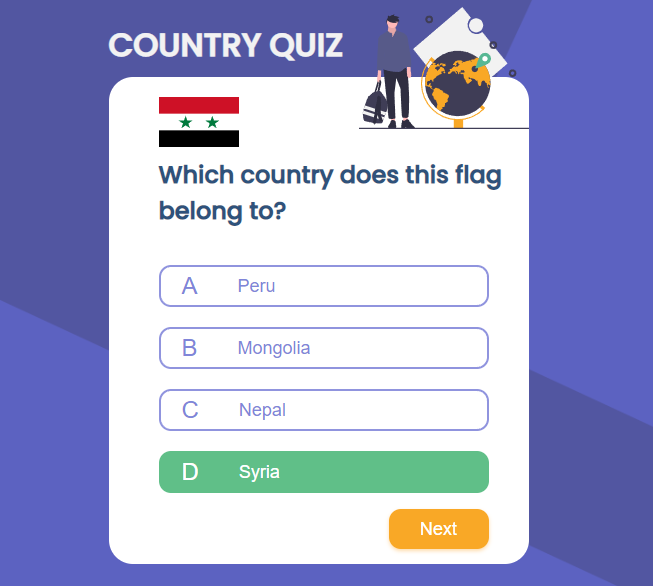 COUNTRY QUIZ
Which country does this flag
belong to?
A Peru
B Mongolia
C Nepal
D Syria
Next